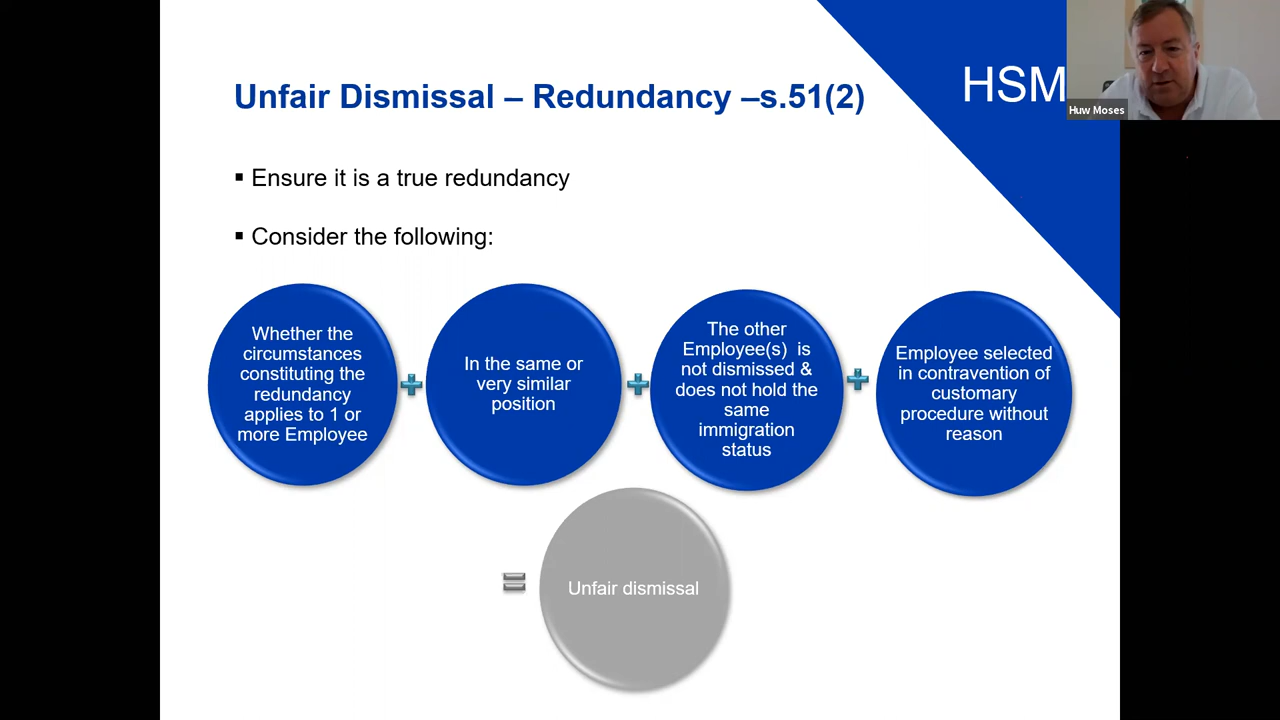 Unfair Dismissal – Redundancy –s.51(2)
HSM
Huw Moses
▪ Ensure it is a true redundancy
▪ Consider the following:
Whether the
circumstances
constituting the
redundancy
applies to 1 or
more Employee
In the same or
very similar
position
The other
Employee(s) is
not dismissed &
does not hold the
same
immigration
status
Employee selected
in contravention of
customary
procedure without
reason
Unfair dismissal